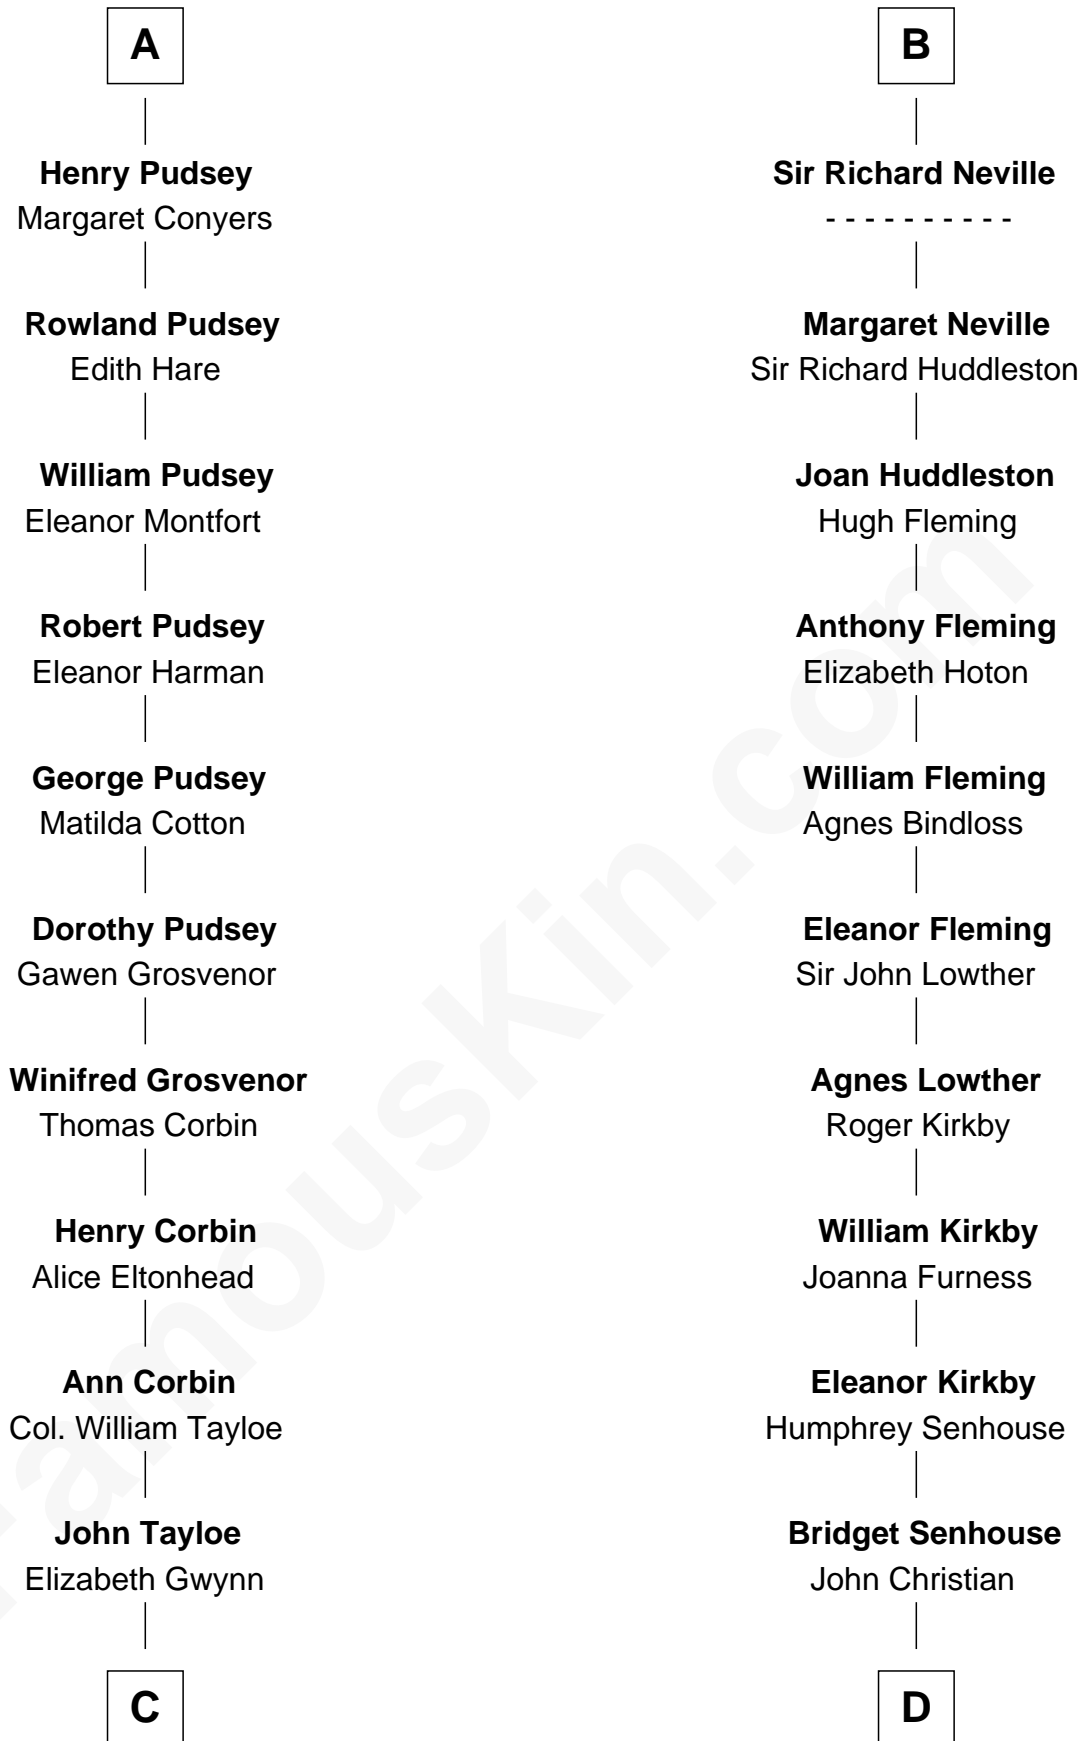 A
Henry Pudsey
Margaret Conyers
Rowland Pudsey
Edith Hare
William Pudsey
Eleanor Montfort
Robert Pudsey
Eleanor Harman
George Pudsey
Matilda Cotton
Dorothy Pudsey
Gawen Grosvenor
Winifred Grosvenor
Thomas Corbin
Henry Corbin
Alice Eltonhead
Ann Corbin
Col. William Tayloe
John Tayloe
Elizabeth Gwynn
C
B
Sir Richard Neville
- - - - - - - - - -
Margaret Neville
Sir Richard Huddleston
Joan Huddleston
Hugh Fleming
Anthony Fleming
Elizabeth Hoton
William Fleming
Agnes Bindloss
Eleanor Fleming
Sir John Lowther
Agnes Lowther
Roger Kirkby
William Kirkby
Joanna Furness
Eleanor Kirkby
Humphrey Senhouse
Bridget Senhouse
John Christian
D
FamousKin.com